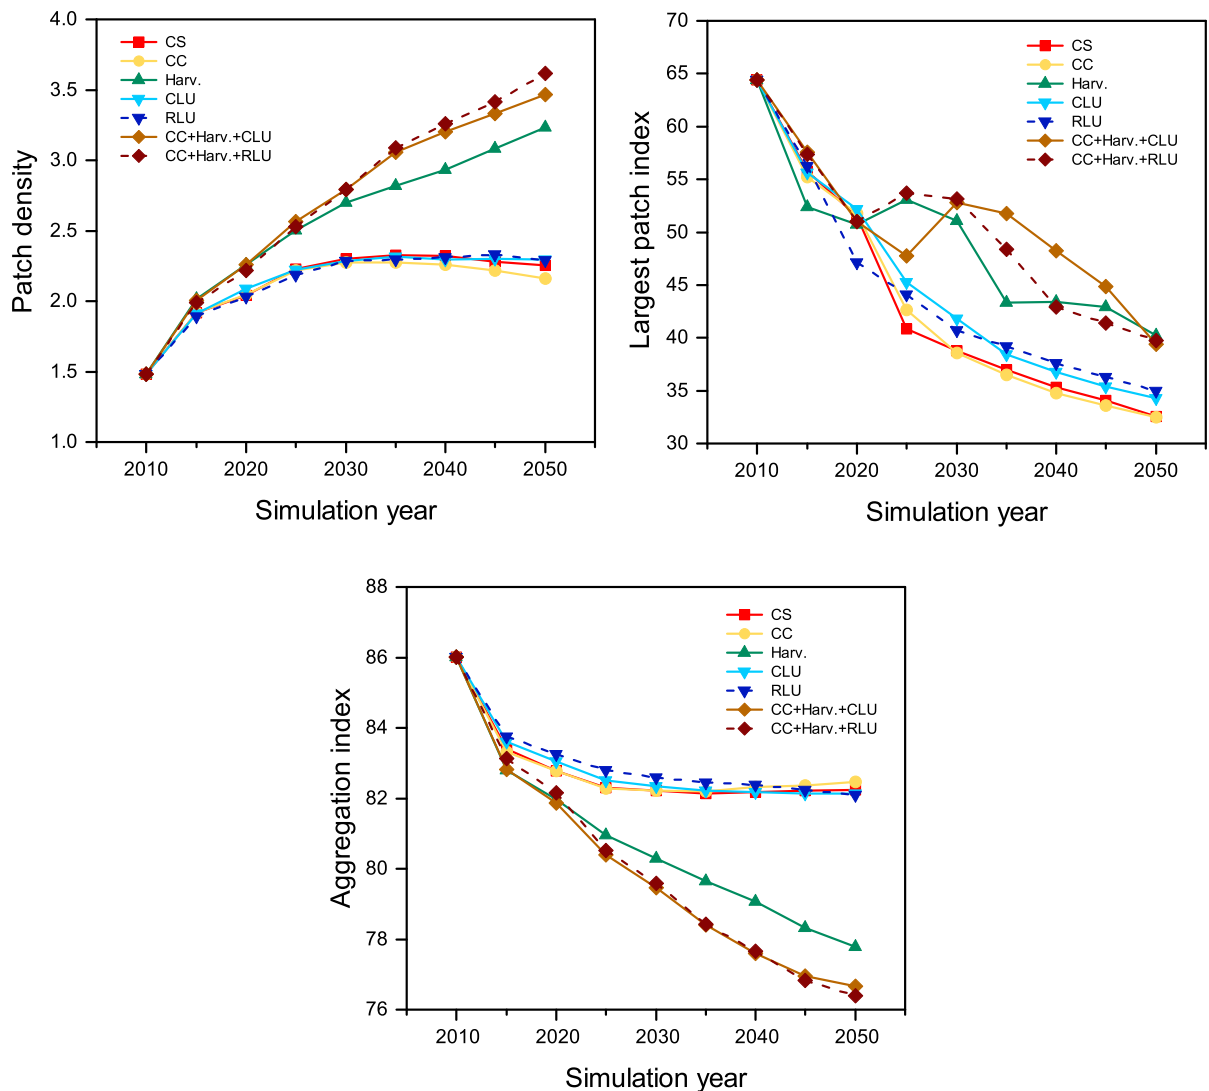 Patch density
4.0
3.5
3.0
2.5
2.0
1.5
1.0
CS
CC
Harv.
CLU
RLU
CC+Harv.+CLU
CC+Harv.+RLU
2010 2020 2030 2040 2050
Simulation year
Largest patch index
70
65
60
55
50
45
40
35
30
CS
CC
Harv.
CLU
RLU
CC+Harv.+CLU
CC+Harv.+RLU
2010 2020 2030 2040 2050
Simulation year
Aggregation index
88
86
84
82
80
78
76
CS
CC
Harv.
CLU
RLU
CC+Harv.+CLU
CC+Harv.+RLU
2010 2020 2030 2040 2050
Simulation year